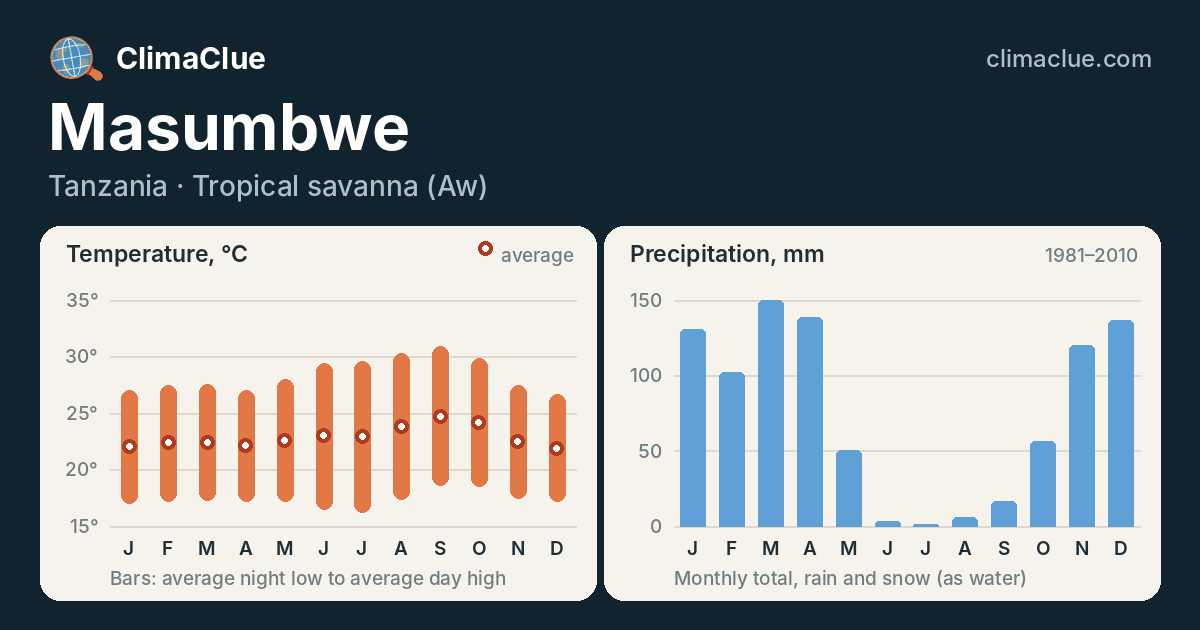 ClimaClue
climaclue.com
Masumbwe
Tanzania · Tropical savanna (Aw)
Temperature, °C
average
35°
30°
25°
20°
15°
J F M A M J J A S O N D
Bars: average night low to average day high
Precipitation, mm
1981–2010
150
100
50
0
J F M A M J J A S O N D
Monthly total, rain and snow (as water)